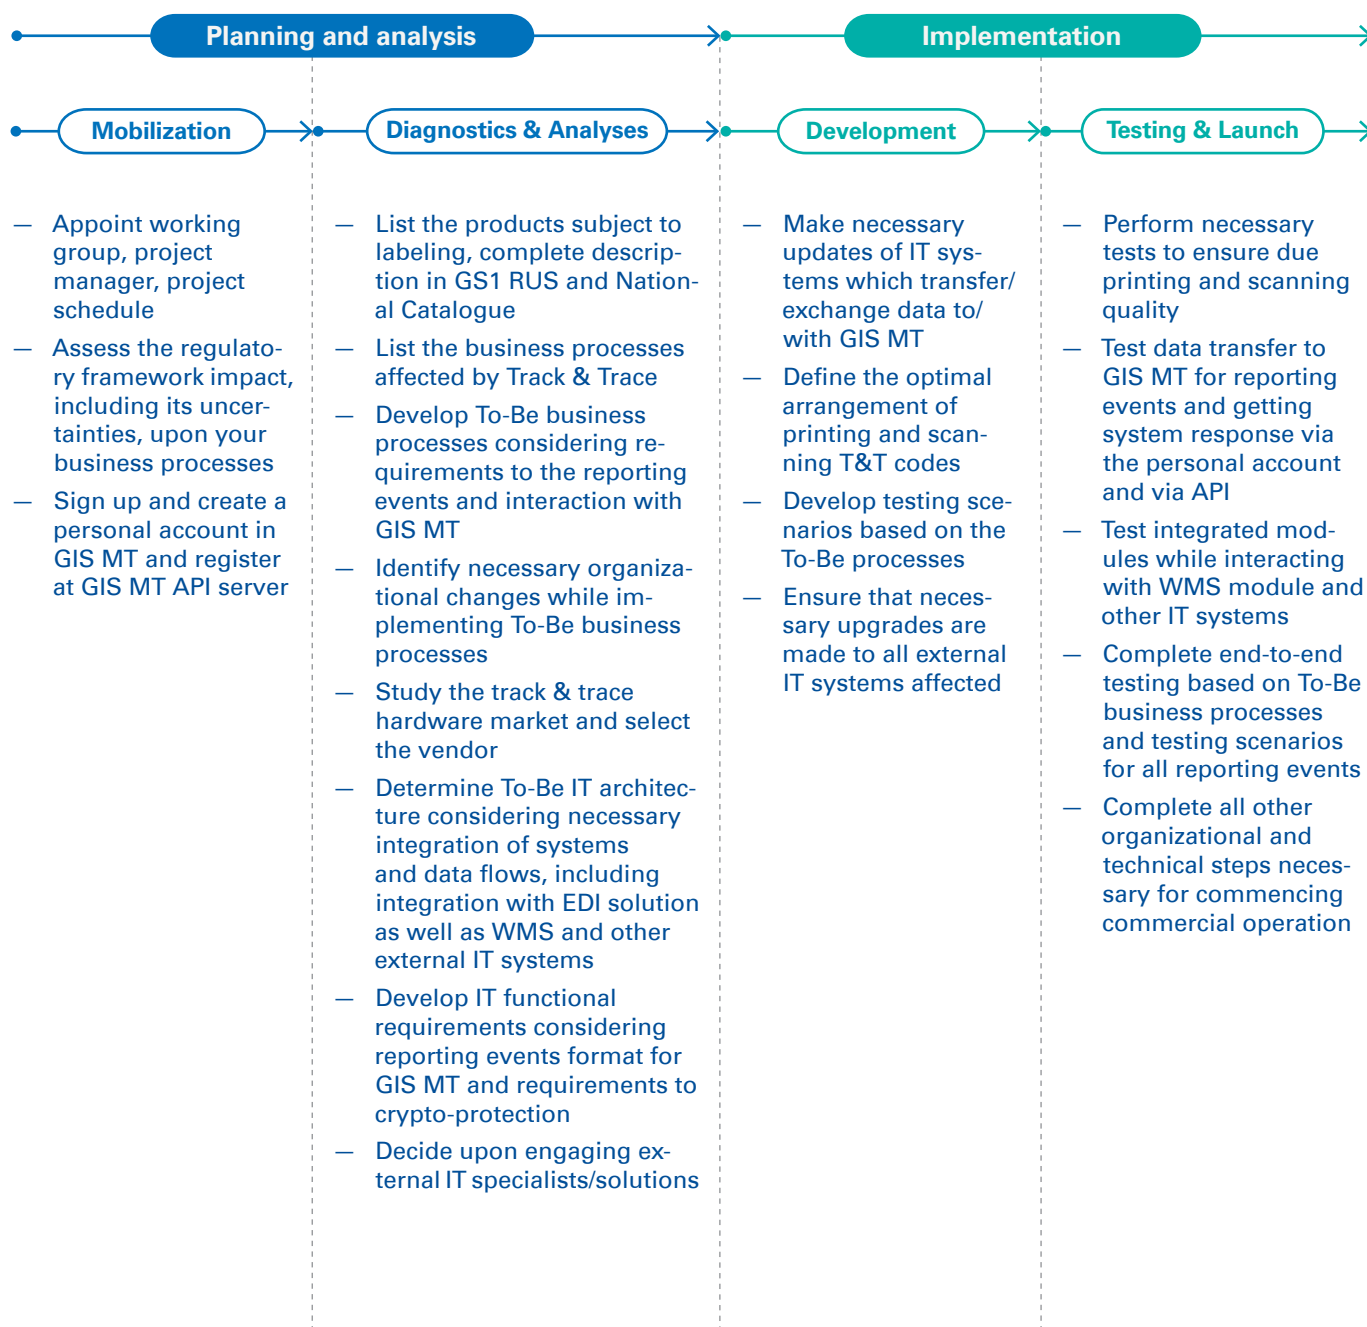 Planning and analysis
Implementation
Mobilization
Diagnostics & Analyses
Development
Testing & Launch
— Appoint working
group, project
manager, project
schedule
— Assess the regulato-
ry framework impact,
including its uncer-
tainties, upon your
business processes
— Sign up and create a
personal account in
GIS MT and register
at GIS MT API server
— List the products subject to
labeling, complete descrip-
tion in GS1 RUS and Nation-
al Catalogue
— List the business processes
affected by Track & Trace
— Develop To-Be business
processes considering re-
quirements to the reporting
events and interaction with
GIS MT
— Identify necessary organiza-
tional changes while im-
plementing To-Be business
processes
— Study the track & trace
hardware market and select
the vendor
— Determine To-Be IT architec-
ture considering necessary
integration of systems
and data flows, including
integration with EDI solution
as well as WMS and other
external IT systems
— Develop IT functional
requirements considering
reporting events format for
GIS MT and requirements to
crypto-protection
— Decide upon engaging ex-
ternal IT specialists/solutions
— Make necessary
updates of IT sys-
tems which transfer/
exchange data to/
with GIS MT
— Define the optimal
arrangement of
printing and scan-
ning T&T codes
— Develop testing sce-
narios based on the
To-Be processes
— Ensure that neces-
sary upgrades are
made to all external
IT systems affected
— Perform necessary
tests to ensure due
printing and scanning
quality
— Test data transfer to
GIS MT for reporting
events and getting
system response via
the personal account
and via API
— Test integrated mod-
ules while interacting
with WMS module and
other IT systems
— Complete end-to-end
testing based on To-Be
business processes
and testing scenarios
for all reporting events
— Complete all other
organizational and
technical steps neces-
sary for commencing
commercial operation